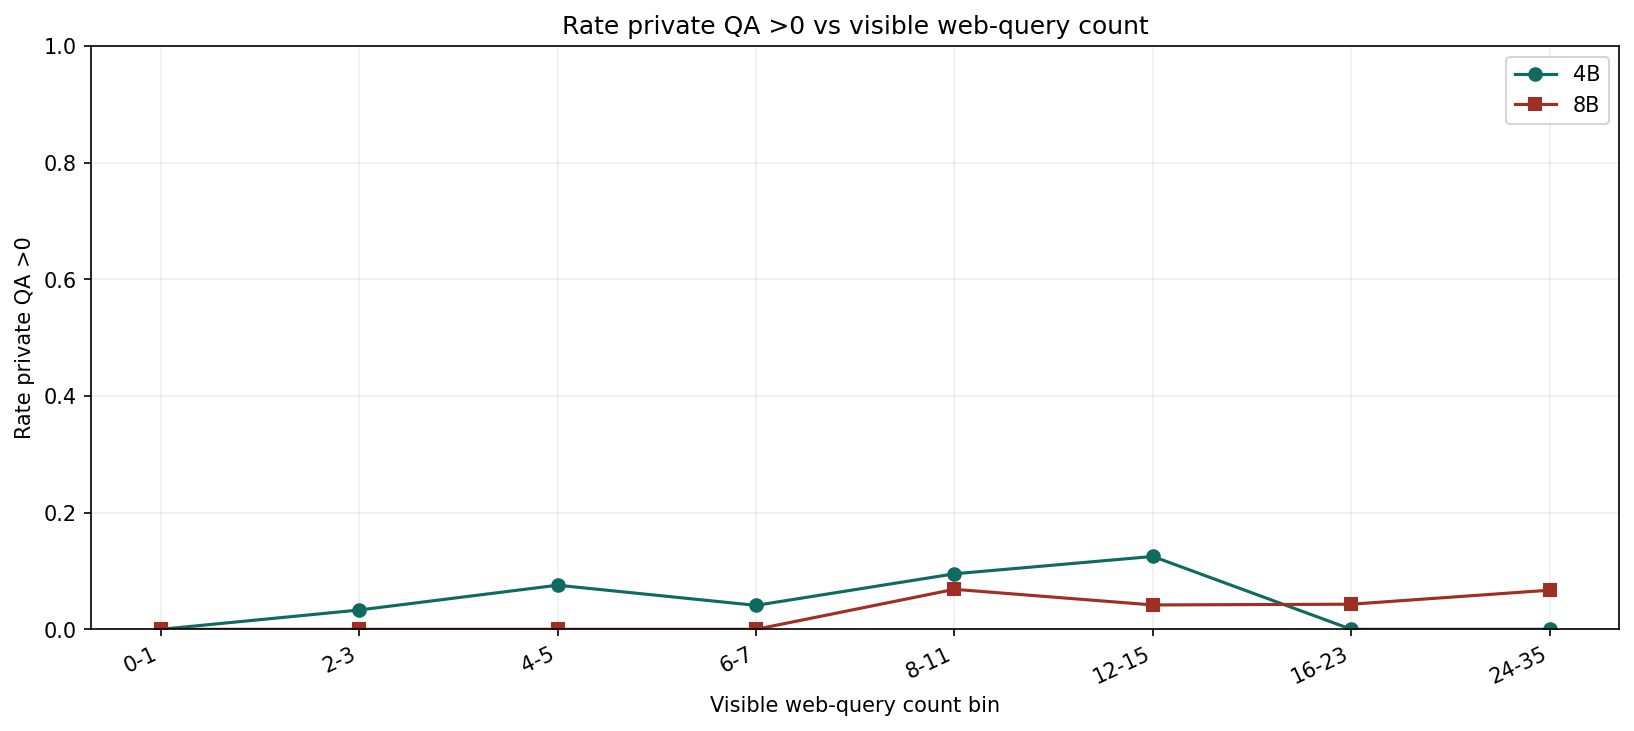 Rate private QA >0 vs visible web-query count
1.0
0.8
0.6
0.4
0.2
0.0
Rate private QA >0
4B
8B
0-1
2-3
4-5
6-7
8-11
12-15
16-23
24-35
Visible web-query count bin